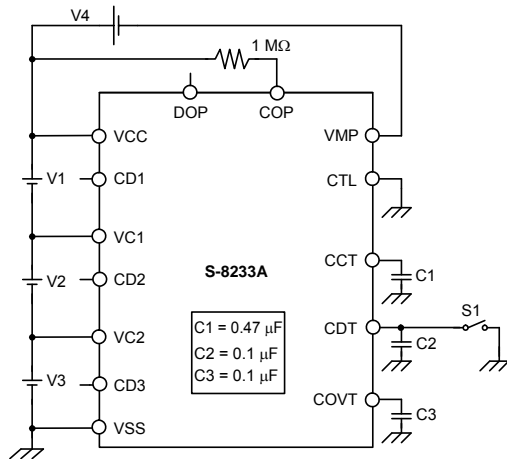 V4
1 MΩ
DOP
COP
VCC
VMP
V1
CD1
CTL
VC1
S-8233A
CCT
C1
V2
CD2
C1 = 0.47 μF
C2 = 0.1 μF
C3 = 0.1 μF
S1
VC2
CDT
C2
V3
CD3
COVT
C3
VSS